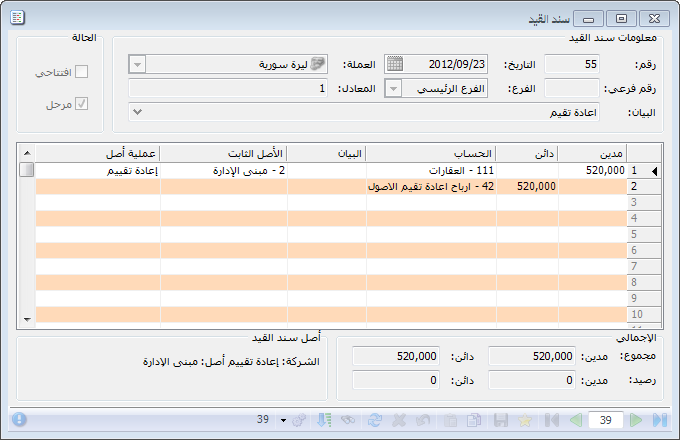 سند القيد
معلومات سند القيد
الحالة
رقم: 55 التاريخ: 2012/09/23 العملة: ليرة سورية
افتتاحي
رقم فرعي: الفرع: الفرع الرئيسي المعادل: 1
مرحل
البيان: اعادة تقيم
مدين دائن الحساب البيان الأصل الثابت عملية أصل
1 520,000 111 - العقارات 2 - مبنى الإدارة إعادة تقييم
2 520,000 42 - ارباح اعادة تقيم الاصول
3
4
5
6
7
8
9
10
الإجمالي
أصل سند القيد
مجموع: مدين: 520,000 دائن: 520,000
الشركة: إعادة تقييم أصل: مبنى الإدارة
رصيد: مدين: 0 دائن: 0
39 39